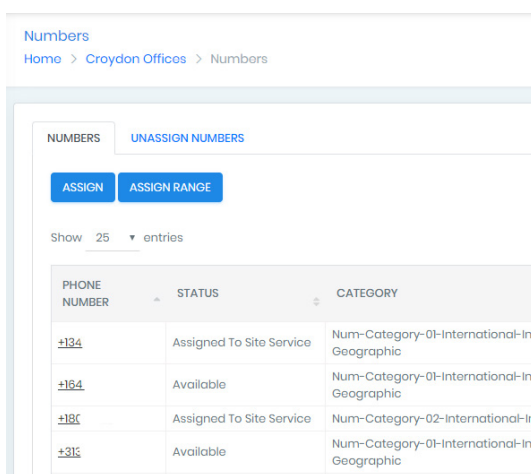 Numbers
Home > Croydon Offices > Numbers
NUMBERS UNASSIGN NUMBERS
ASSIGN ASSIGN RANGE
Show 25 entries
PHONE NUMBER STATUS CATEGORY
+134 Assigned To Site Service Num-Category-01-International-In
Geographic
+164 Available Num-Category-01-International-In
Geographic
+180 Assigned To Site Service Num-Category-02-International-I
+313 Available Num-Category-01-International-In
Geographic